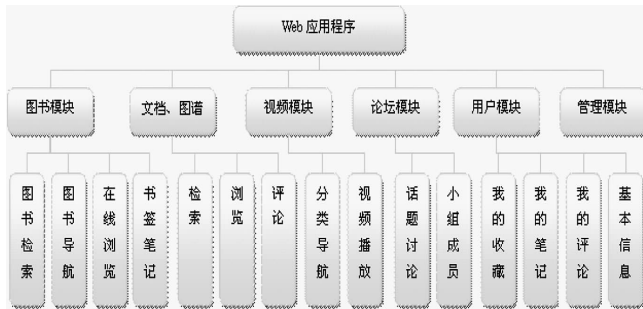 Web 应用程序
图书模块
文档、图谱
视频模块
论坛模块
用户模块
管理模块
图书检索
图书导航
在线浏览
书签笔记
检索
浏览
评论
分类导航
视频播放
话题讨论
小组成员
我的收藏
我的笔记
我的评论
基本信息